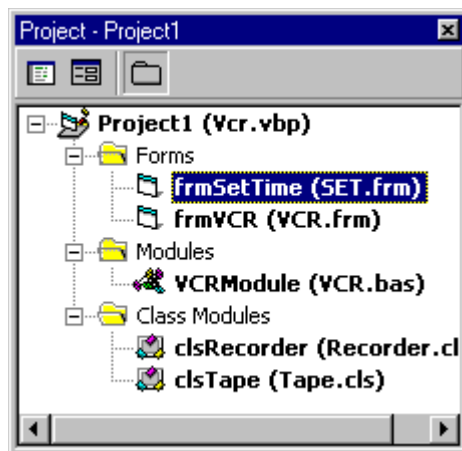 Project - Project1
Project1 (Vcr.vbp)
Forms
frmSetTime (SET.frm)
frmVCR (VCR.frm)
Modules
VCRModule (VCR.bas)
Class Modules
clsRecorder (Recorder.cl
clsTape (Tape.cls)